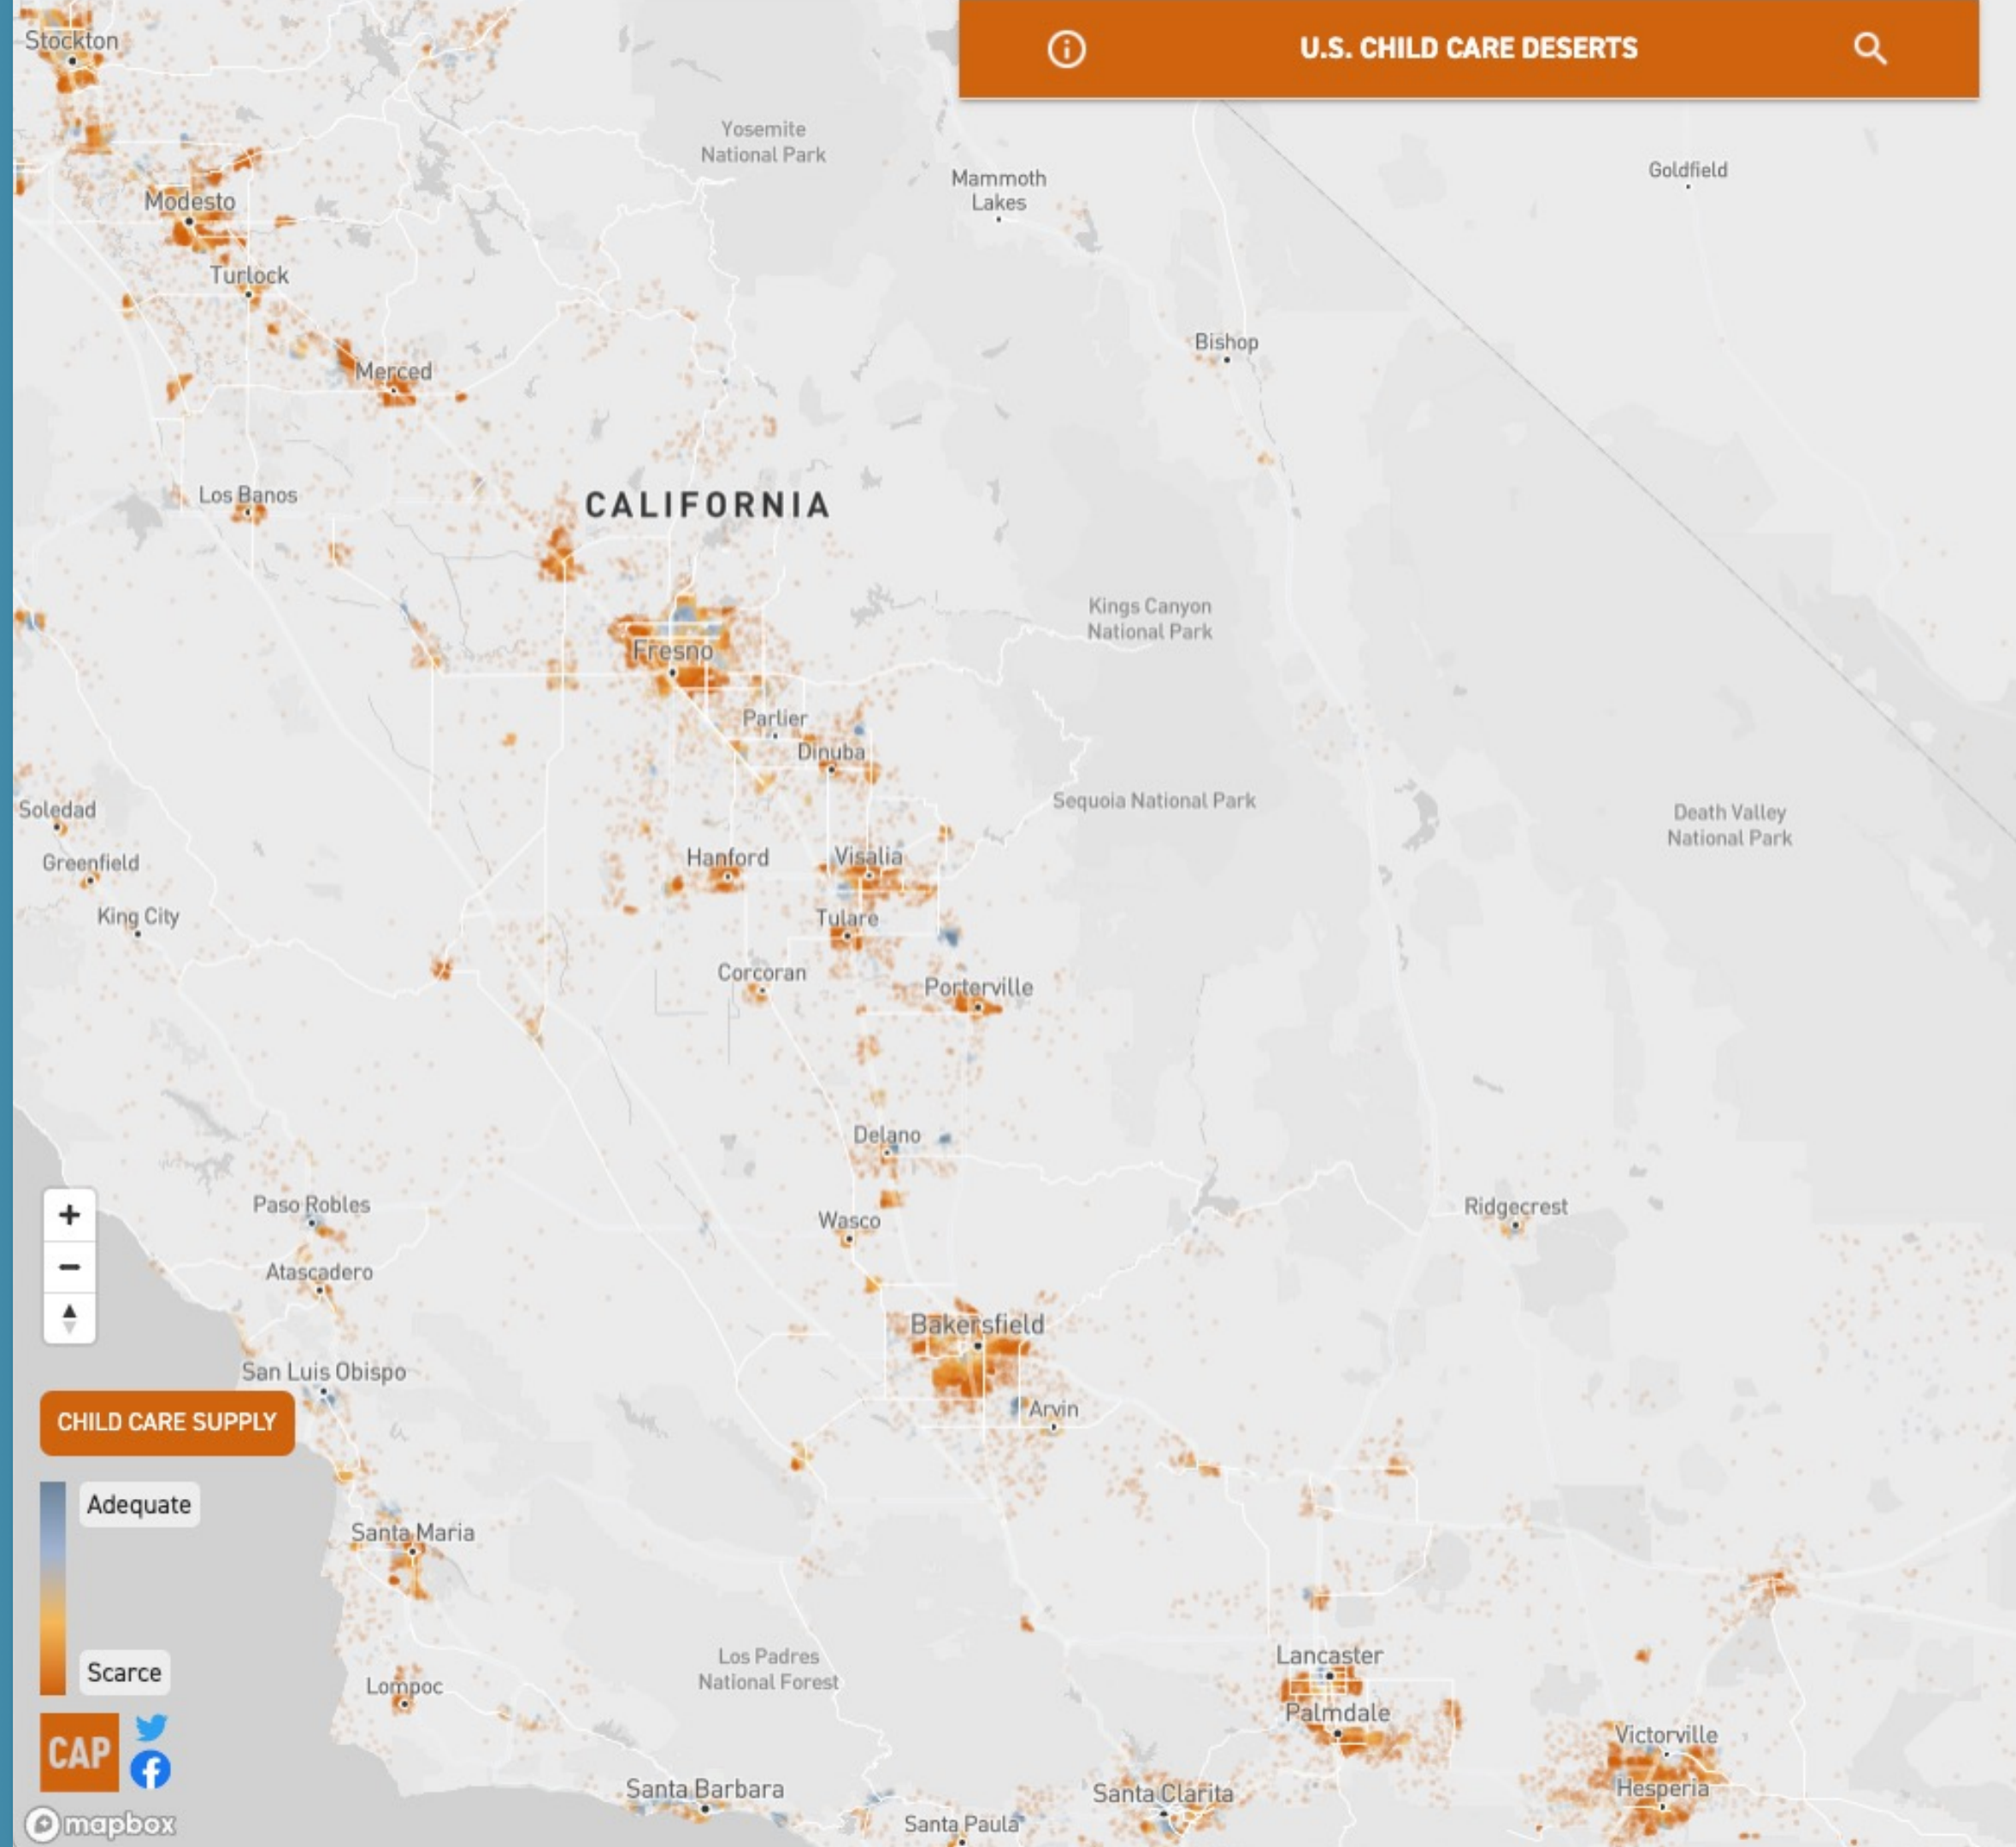 Stockton
U.S. CHILD CARE DESERTS
Yosemite
National Park
Mammoth
Lakes
Goldfield
Modesto
Turlock
Bishop
Merced
Los Banos
CALIFORNIA
Kings Canyon
National Park
Fresno
Parlier
Dinuba
Sequoia National Park
Soledad
Death Valley
National Park
Greenfield
Hanford
Visalia
King City
Tulare
Corcoran
Porterville
Delano
Paso Robles
Wasco
Ridgecrest
Atascadero
Bakersfield
San Luis Obispo
Arvin
CHILD CARE SUPPLY
Adequate
Santa Maria
Scarce
Los Padres
National Forest
Lompoc
Lancaster
Palmdale
Victorville
CAP
Santa Barbara
Santa Clarita
Hesperia
Santa Paula
mapbox